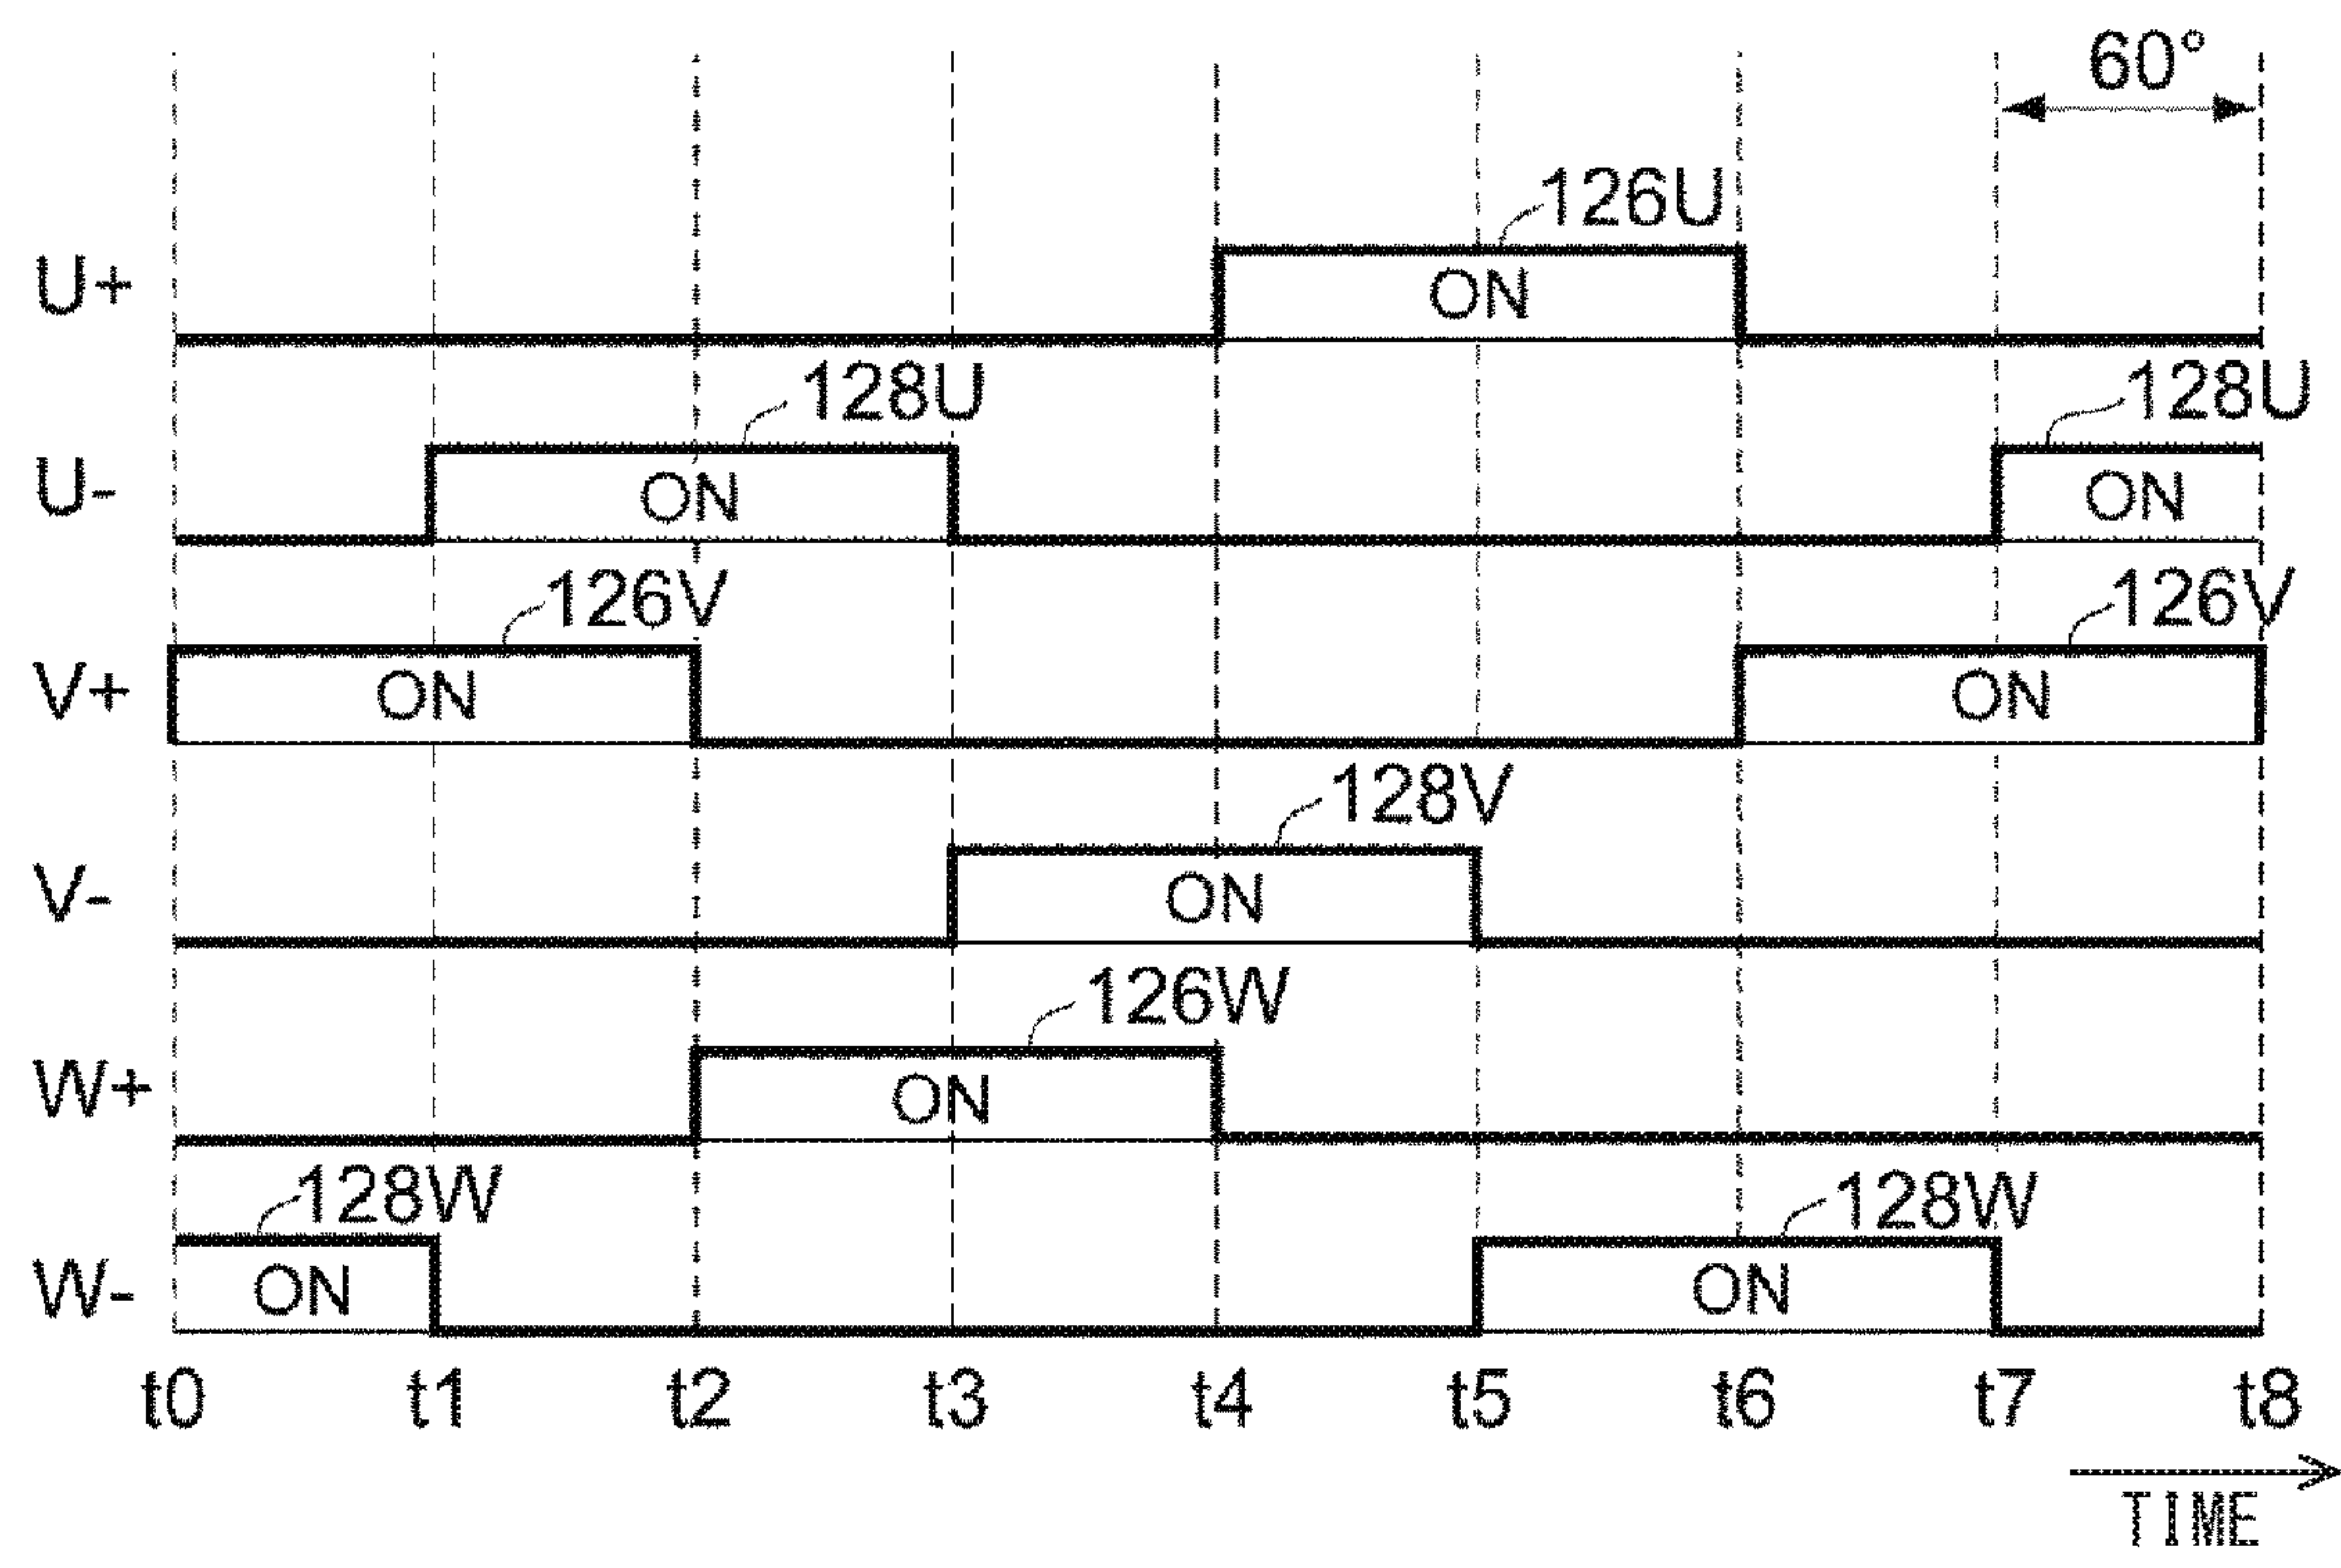 60°
126U
U+ ON
128U 128U
U- ON ON
126V 126V
V+ ON ON
128V
V- ON
126W
W+ ON
128W 128W
W- ON ON
t0 t1 t2 t3 t4 t5 t6 t7 t8
TIME